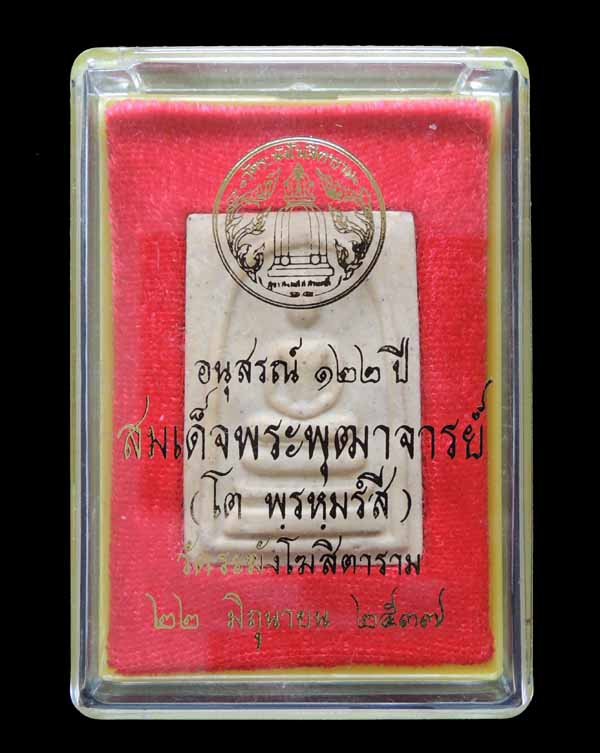 อนุสรณ์ ๑๒๒ ปี
สมเด็จพระพุฒาจารย์
(โต พฺรหฺมรํสี)
วัดระฆังโฆสิตาราม
๒๒ มิถุนายน ๒๕๓๗